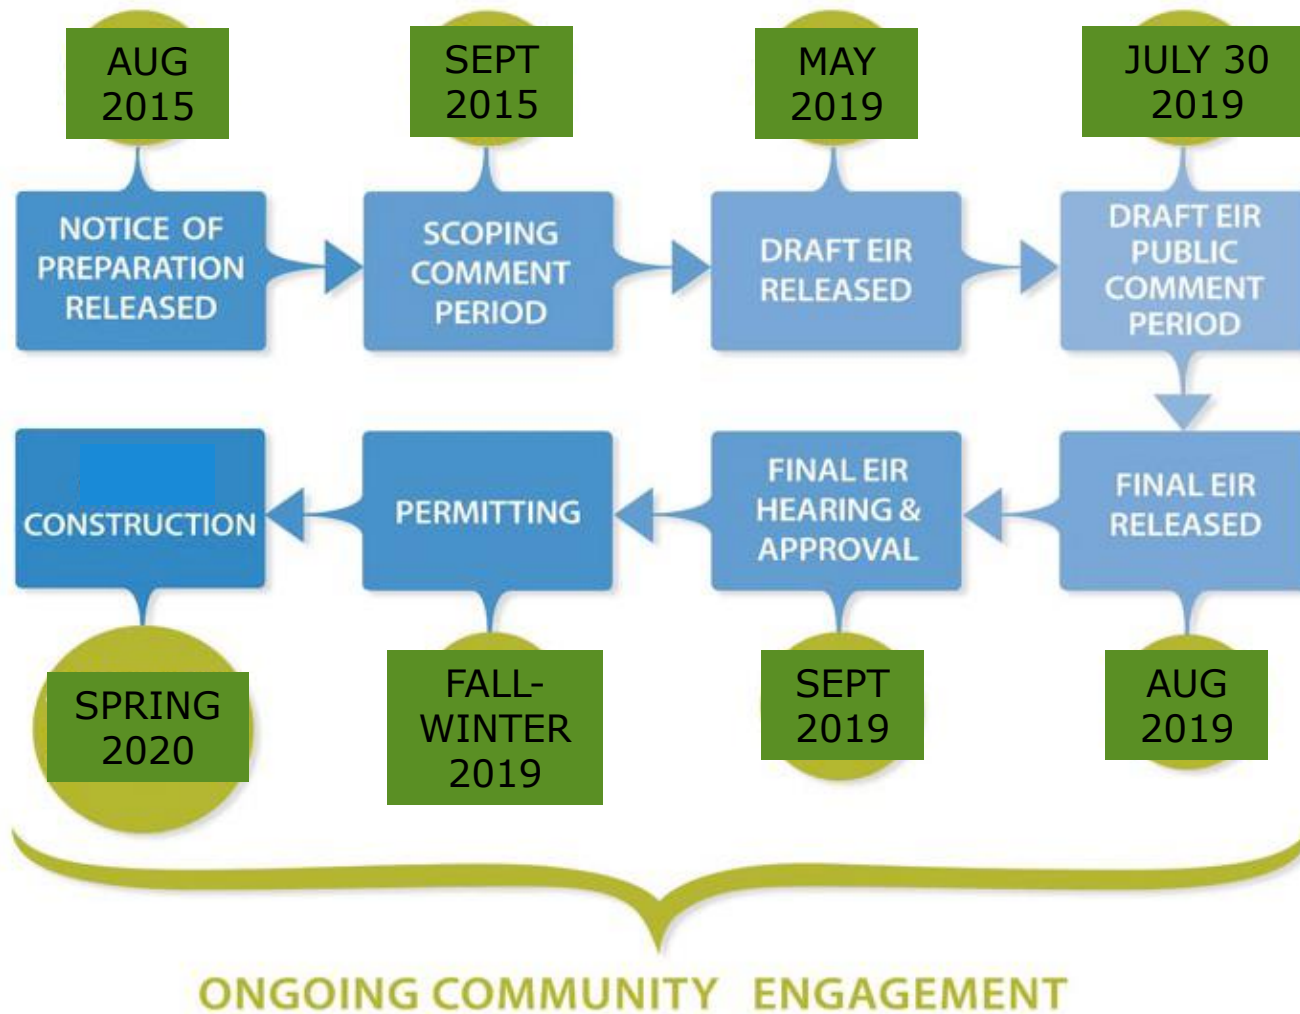 AUG
2015
SEPT
2015
MAY
2019
JULY 30
2019
NOTICE OF
PREPARATION
RELEASED
SCOPING
COMMENT
PERIOD
DRAFT EIR
RELEASED
DRAFT EIR
PUBLIC
COMMENT
PERIOD
FINAL EIR
RELEASED
FINAL EIR
HEARING &
APPROVAL
PERMITTING
CONSTRUCTION
SPRING
2020
FALL-
WINTER
2019
SEPT
2019
AUG
2019
ONGOING COMMUNITY ENGAGEMENT